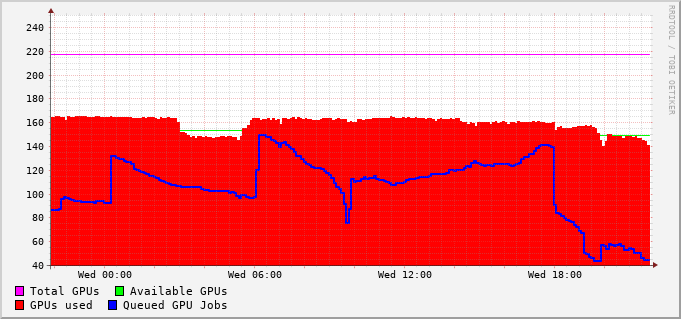 RRDTOOL / TOBI OETIKER
240
220
200
180
160
140
120
100
80
60
40
Wed 00:00 Wed 06:00 Wed 12:00 Wed 18:00
Total GPUs Available GPUs
GPUs used Queued GPU Jobs